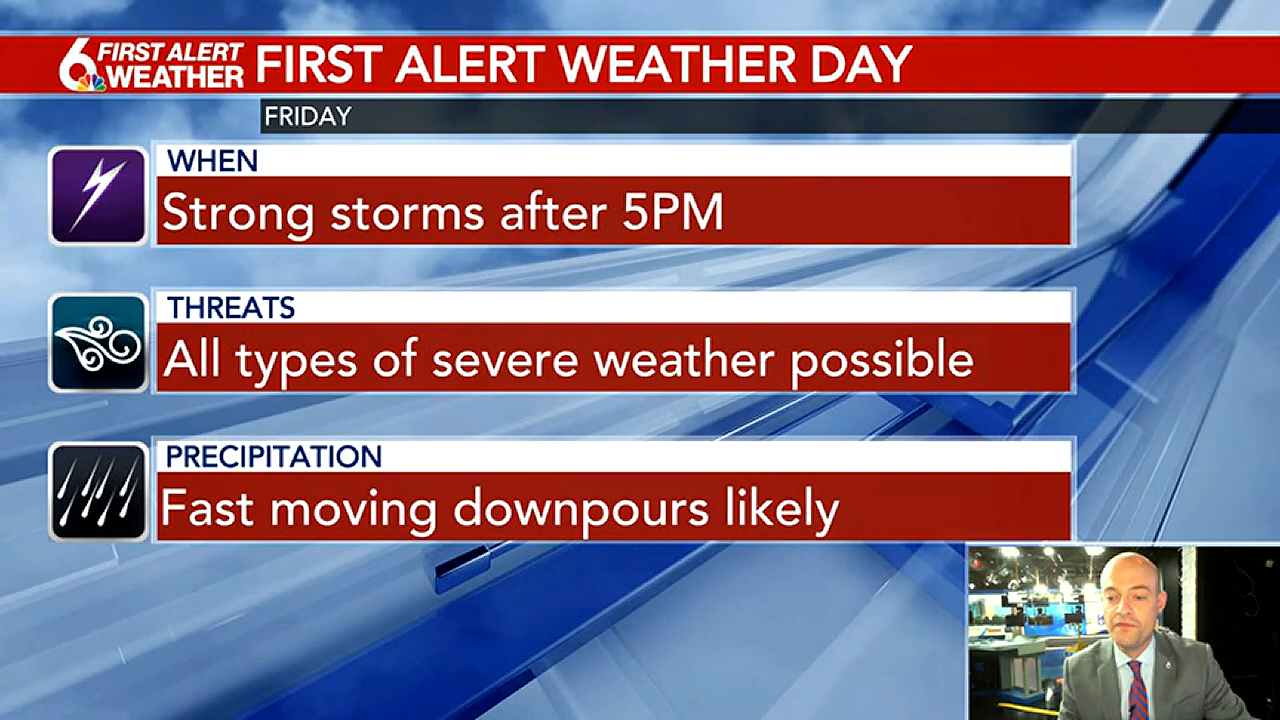 6 FIRST ALERT
WEATHER
FIRST ALERT WEATHER DAY
FRIDAY
WHEN
Strong storms after 5PM
THREATS
All types of severe weather possible
PRECIPITATION
Fast moving downpours likely